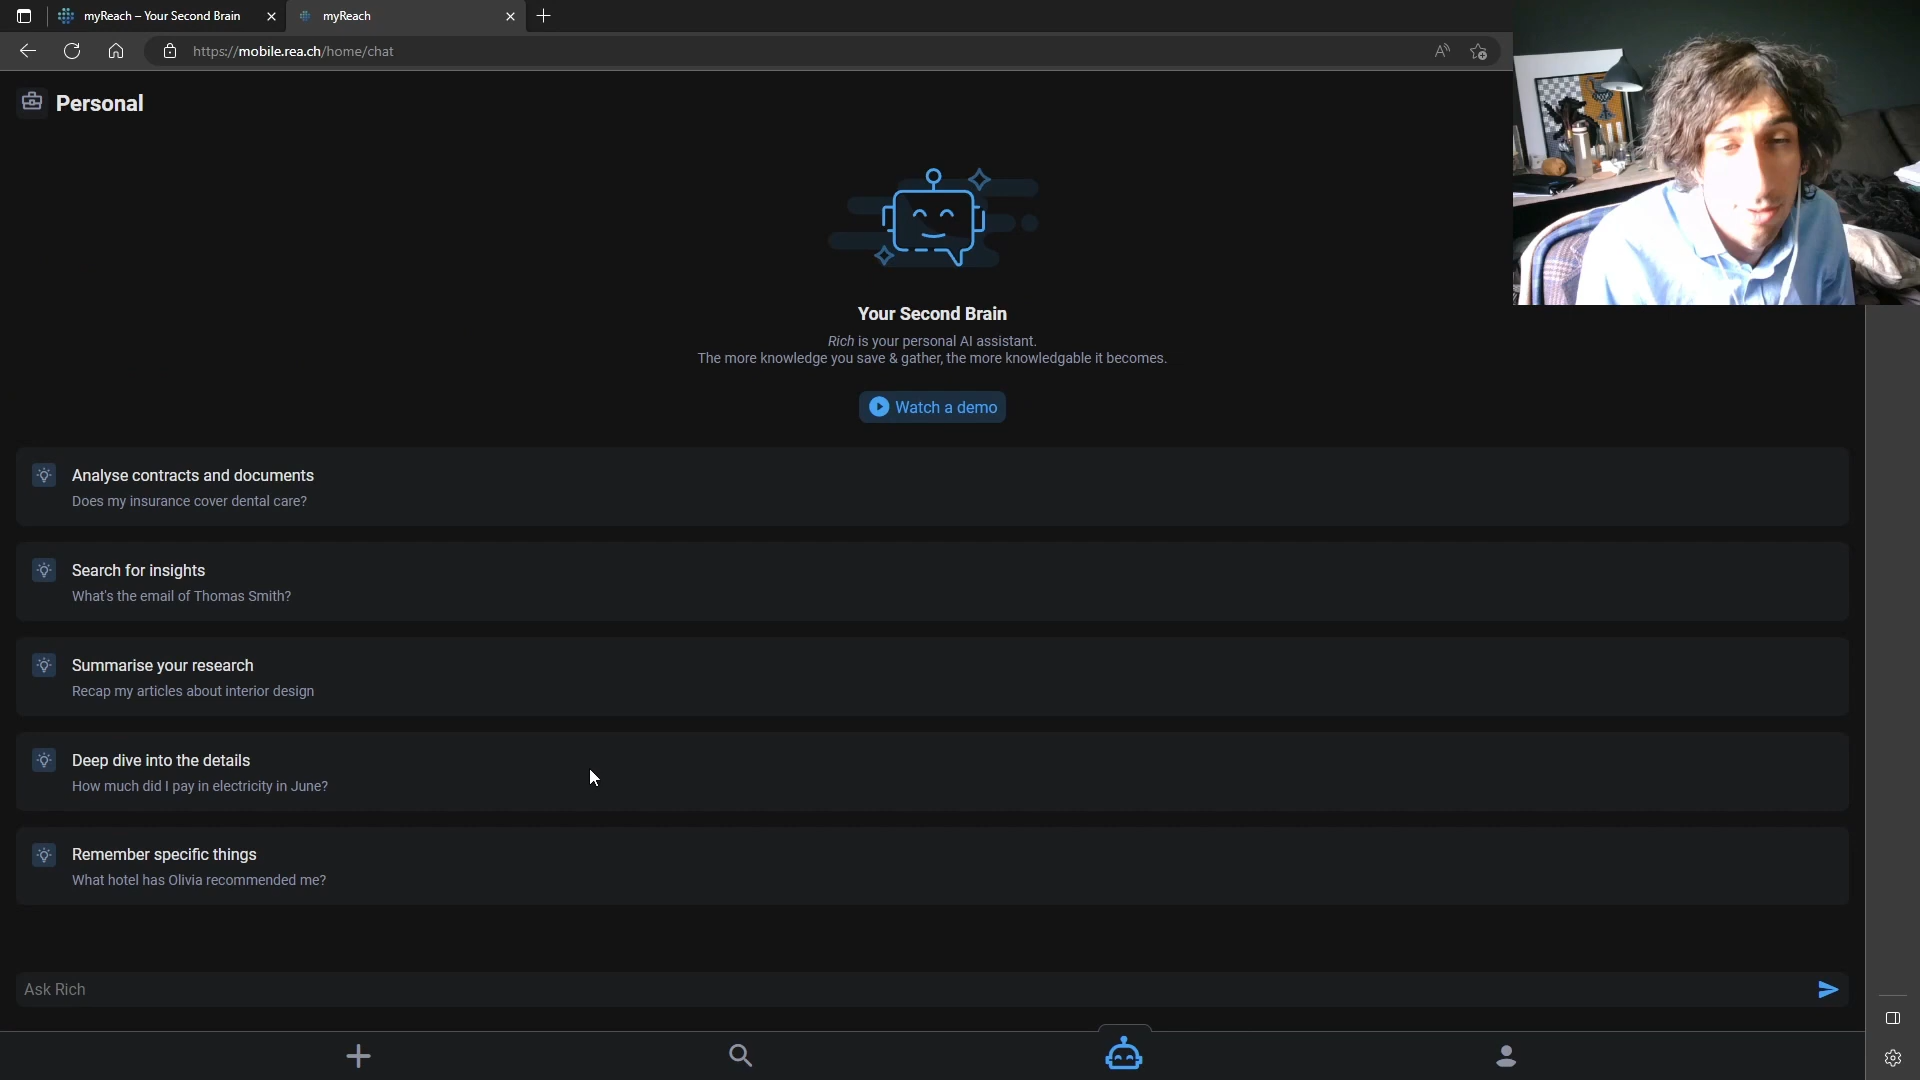 myReach – Your Second Brain
myReach
https://mobile.rea.ch/home/chat
Personal
Your Second Brain
Rich is your personal AI assistant.
The more knowledge you save & gather, the more knowledgable it becomes.
Watch a demo
Analyse contracts and documents
Does my insurance cover dental care?
Search for insights
What's the email of Thomas Smith?
Summarise your research
Recap my articles about interior design
Deep dive into the details
How much did I pay in electricity in June?
Remember specific things
What hotel has Olivia recommended me?
Ask Rich